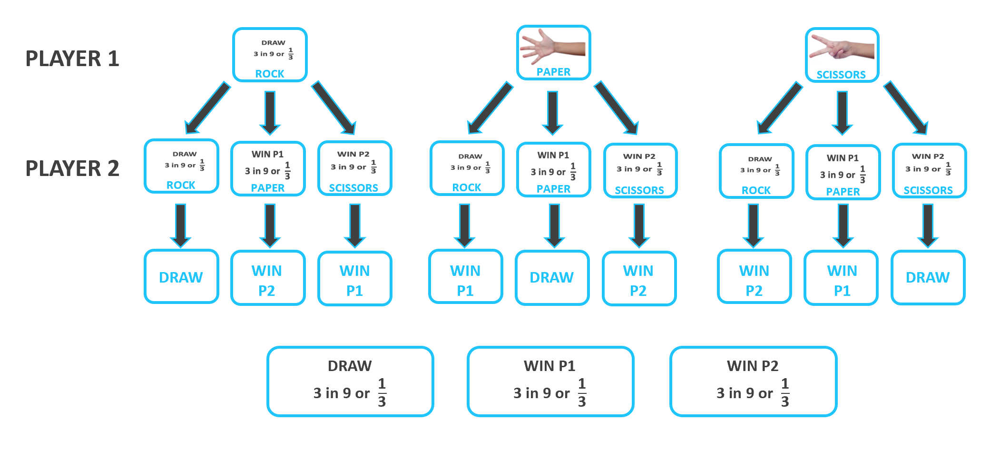 PLAYER 1
DRAW
3 in 9 or 1/3
ROCK
PAPER
SCISSORS
PLAYER 2
DRAW
3 in 9 or 1/3
ROCK
WIN P1
3 in 9 or 1/3
PAPER
WIN P2
3 in 9 or 1/3
SCISSORS
DRAW
3 in 9 or 1/3
ROCK
WIN P1
3 in 9 or 1/3
PAPER
WIN P2
3 in 9 or 1/3
SCISSORS
DRAW
3 in 9 or 1/3
ROCK
WIN P1
3 in 9 or 1/3
PAPER
WIN P2
3 in 9 or 1/3
SCISSORS
DRAW
WIN
P2
WIN
P1
WIN
P1
DRAW
WIN
P2
WIN
P2
WIN
P1
DRAW
DRAW
3 in 9 or 1/3
WIN P1
3 in 9 or 1/3
WIN P2
3 in 9 or 1/3